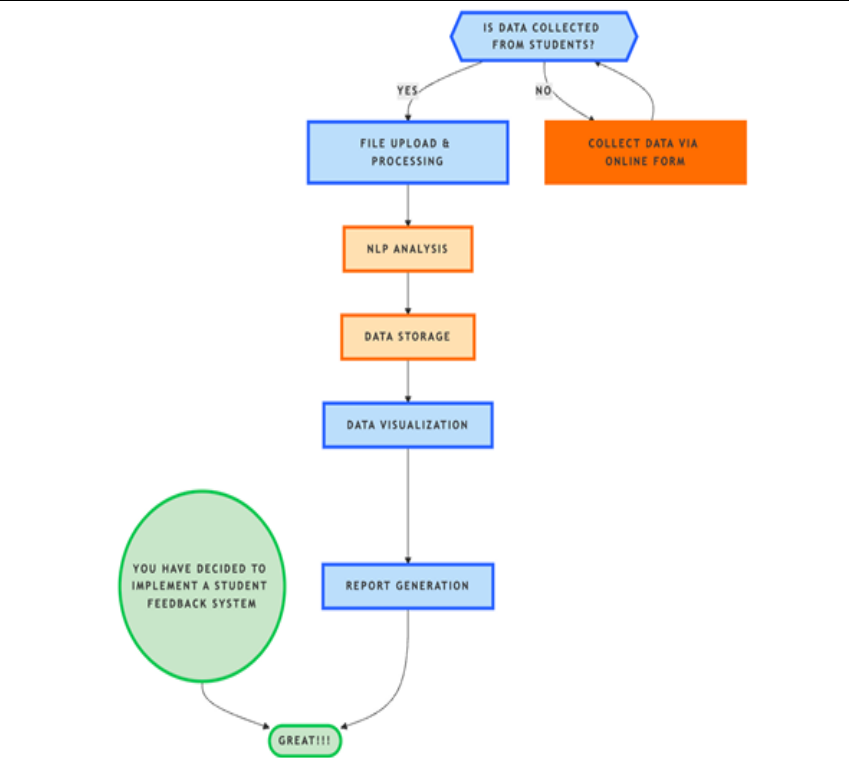 IS DATA COLLECTED
FROM STUDENTS?
YES
NO
FILE UPLOAD &
PROCESSING
COLLECT DATA VIA
ONLINE FORM
NLP ANALYSIS
DATA STORAGE
DATA VISUALIZATION
YOU HAVE DECIDED TO
IMPLEMENT A STUDENT
FEEDBACK SYSTEM
REPORT GENERATION
GREAT!!!